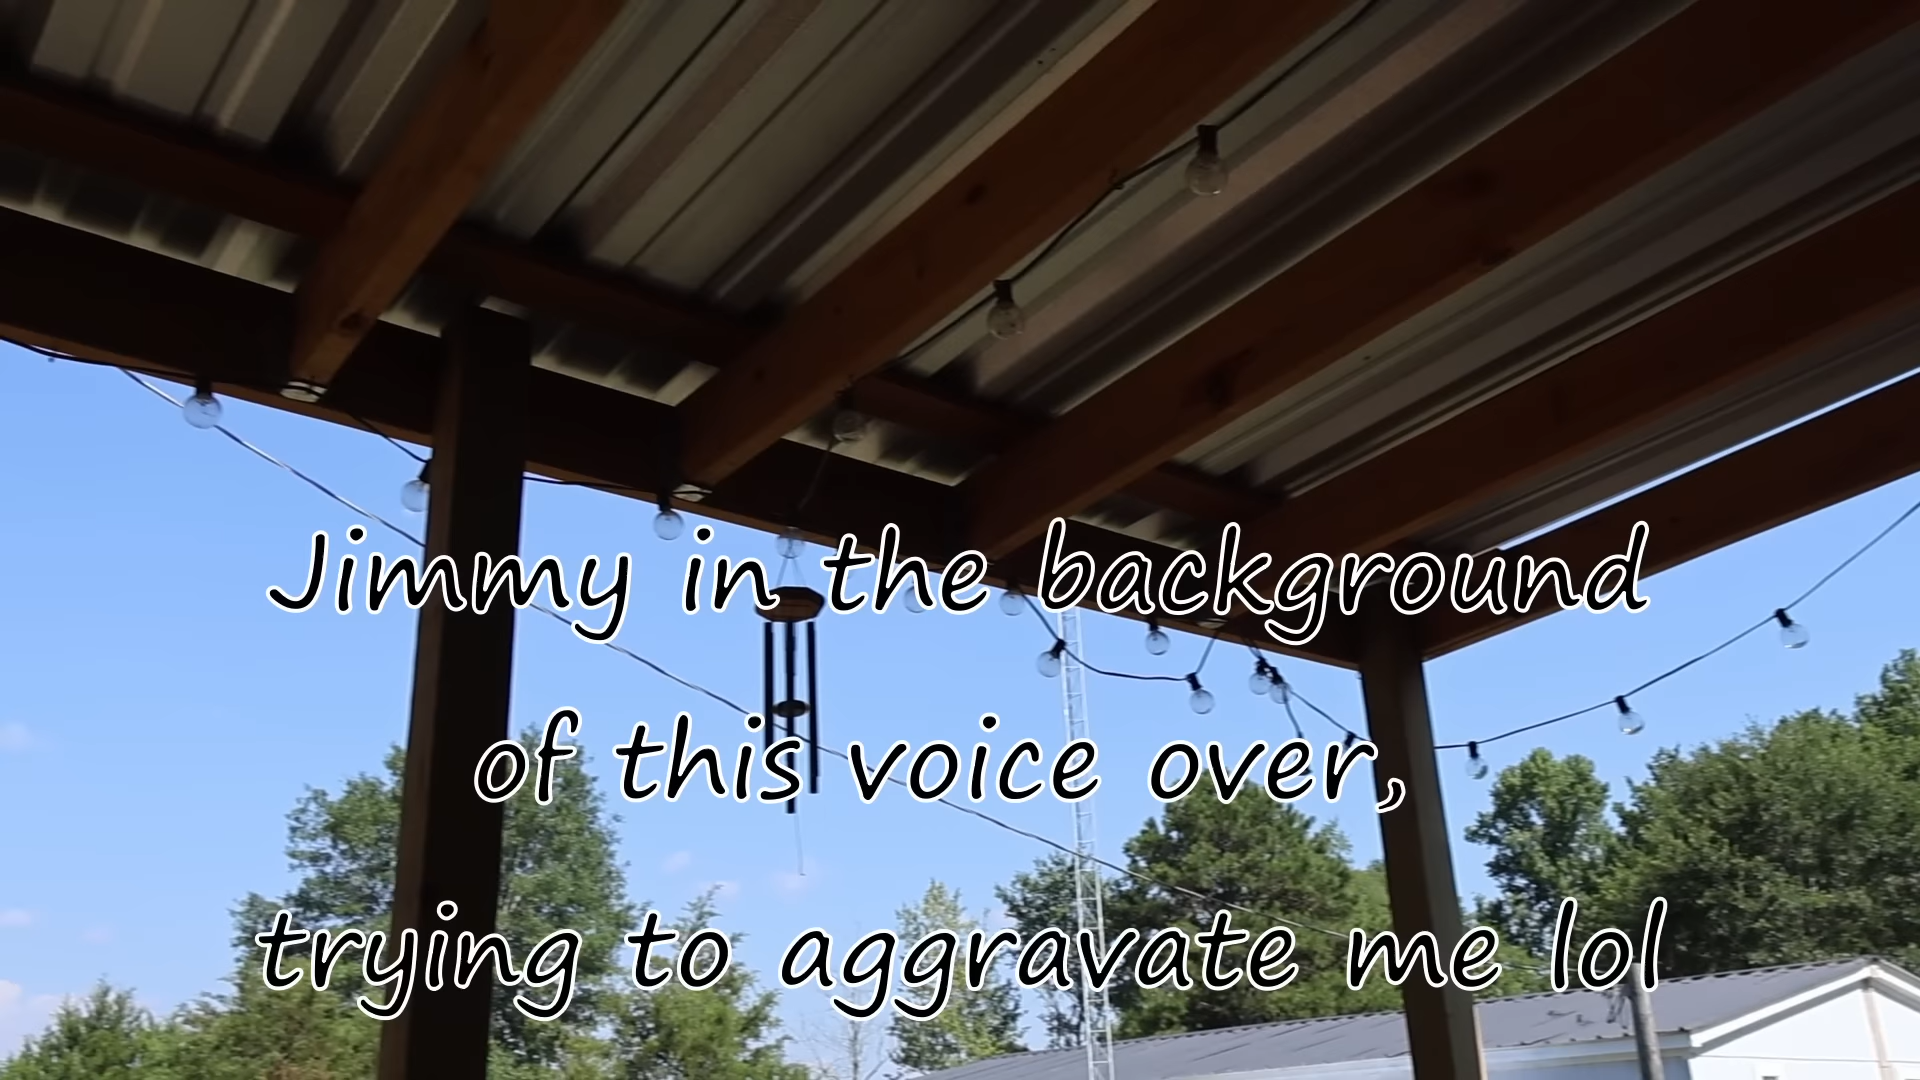 Jimmy in the background
of this voice over,
trying to aggravate me lol